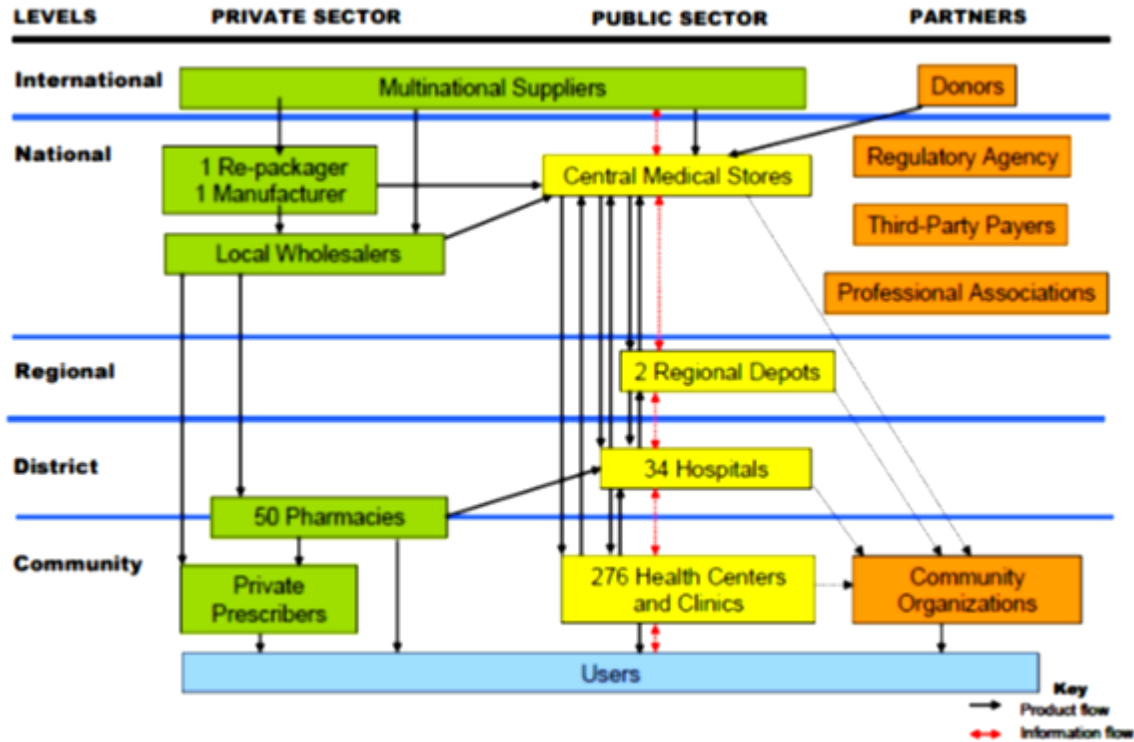 LEVELS
PRIVATE SECTOR
PUBLIC SECTOR
PARTNERS
International
Multinational Suppliers
Donors
National
1 Re-packager
1 Manufacturer
Central Medical Stores
Regulatory Agency
Local Wholesalers
Third-Party Payers
Professional Associations
Regional
2 Regional Depots
District
34 Hospitals
50 Pharmacies
Community
Private
Prescribers
276 Health Centers
and Clinics
Community
Organizations
Users
Key
Product flow
Information flow